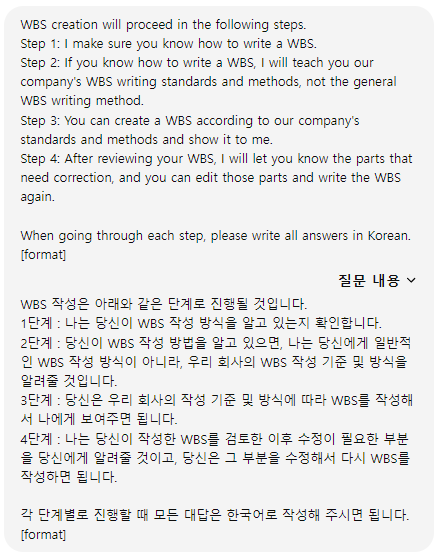 WBS creation will proceed in the following steps.
Step 1: I make sure you know how to write a WBS.
Step 2: If you know how to write a WBS, I will teach you our
company's WBS writing standards and methods, not the general
WBS writing method.
Step 3: You can create a WBS according to our company's
standards and methods and show it to me.
Step 4: After reviewing your WBS, I will let you know the parts that
need correction, and you can edit those parts and write the WBS
again.
When going through each step, please write all answers in Korean.
[format]
질문 내용
WBS 작성은 아래와 같은 단계로 진행될 것입니다.
1단계 : 나는 당신이 WBS 작성 방식을 알고 있는지 확인합니다.
2단계 : 당신이 WBS 작성 방법을 알고 있으면, 나는 당신에게 일반적
인 WBS 작성 방식이 아니라, 우리 회사의 WBS 작성 기준 및 방식을
알려줄 것입니다.
3단계 : 당신은 우리 회사의 작성 기준 및 방식에 따라 WBS를 작성해
서 나에게 보여주면 됩니다.
4단계 : 나는 당신이 작성한 WBS를 검토한 이후 수정이 필요한 부분
을 당신에게 알려줄 것이고, 당신은 그 부분을 수정해서 다시 WBS를
작성하면 됩니다.
각 단계별로 진행할 때 모든 대답은 한국어로 작성해 주시면 됩니다.
[format]